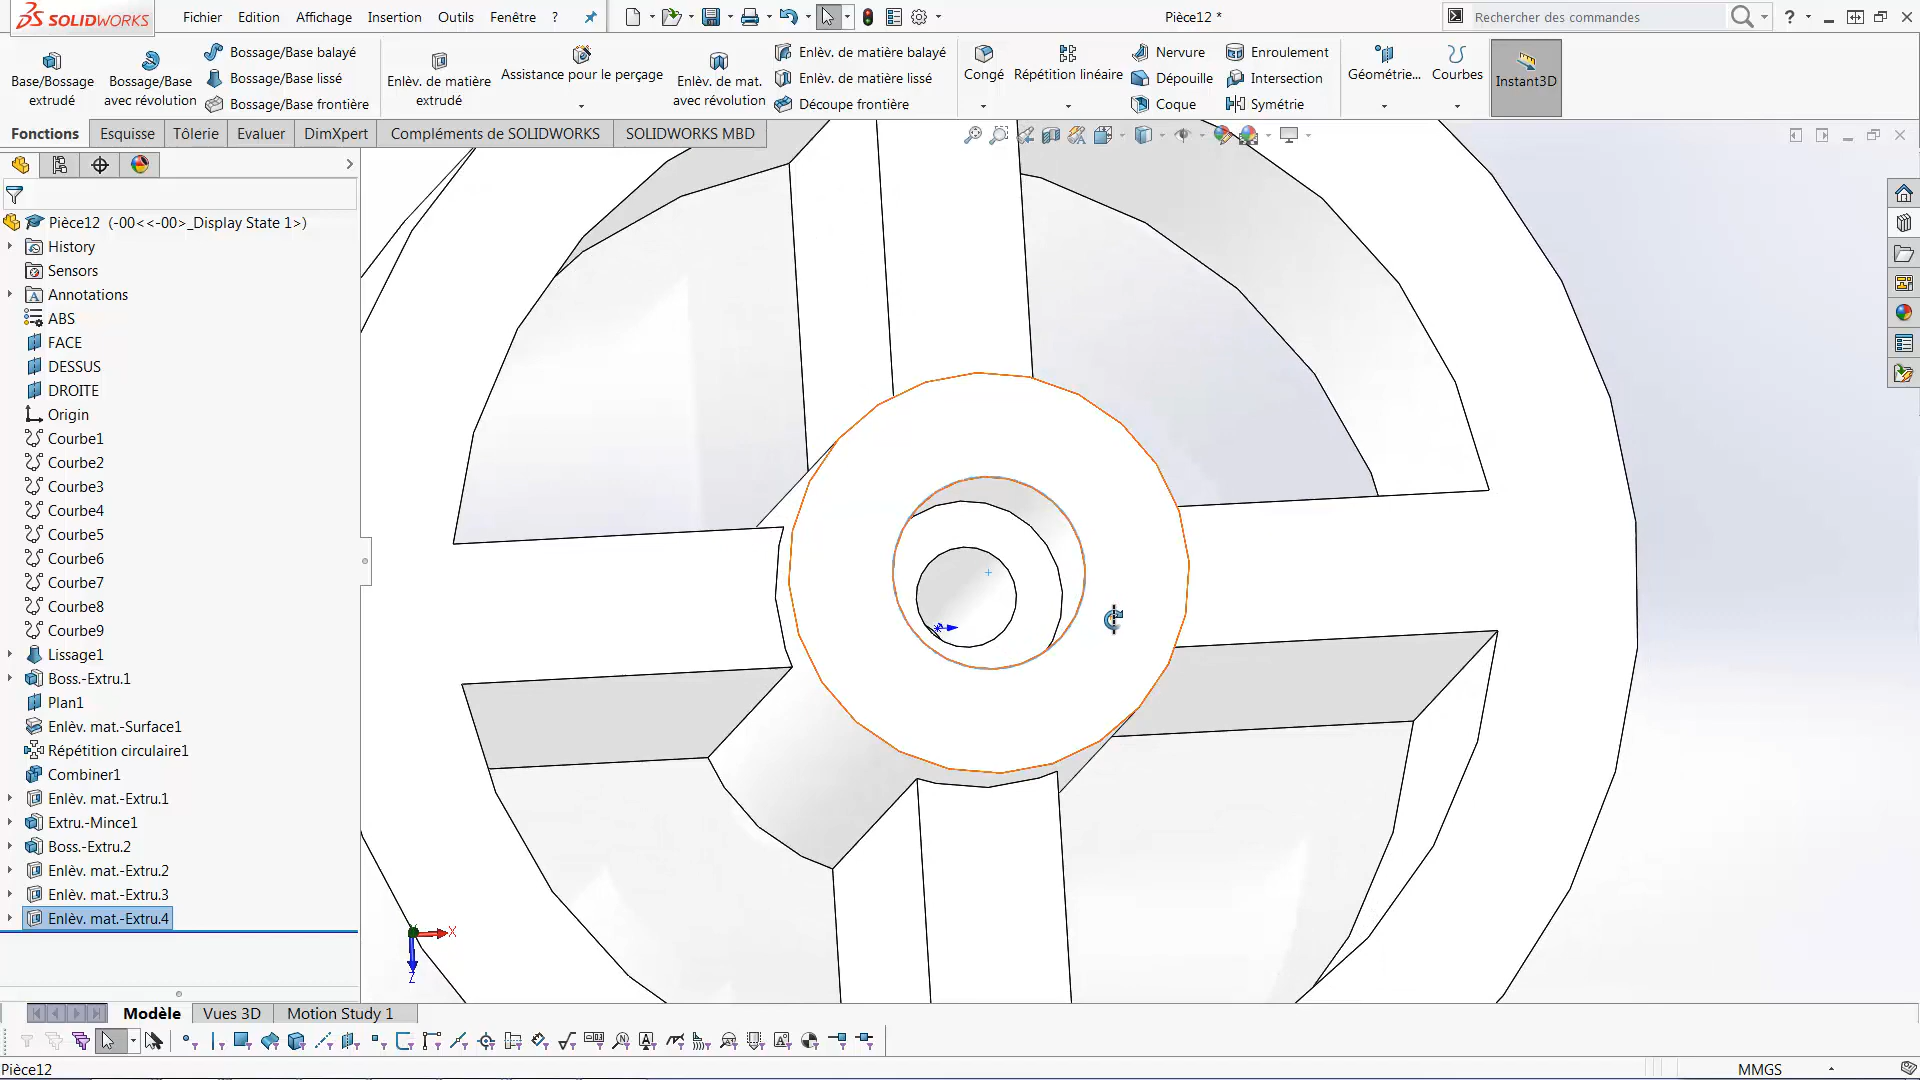 SOLIDWORKS
Fichier Edition Affichage Insertion Outils Fenêtre ?
Pièce12 *
Rechercher des commandes
Base/Bossage extrudé
Bossage/Base avec révolution
Bossage/Base balayé
Bossage/Base lissé
Bossage/Base frontière
Enlèv. de matière extrudé
Assistance pour le perçage
Enlèv. de mat. avec révolution
Enlèv. de matière balayé
Enlèv. de matière lissé
Découpe frontière
Congé
Répétition linéaire
Nervure
Dépouille
Coque
Enroulement
Intersection
Symétrie
Géométrie...
Courbes
Instant3D
Fonctions Esquisse Tôlerie Evaluer DimXpert Compléments de SOLIDWORKS SOLIDWORKS MBD
Pièce12 (-00<<-00>_Display State 1>)
History
Sensors
Annotations
ABS
FACE
DESSUS
DROITE
Origin
Courbe1
Courbe2
Courbe3
Courbe4
Courbe5
Courbe6
Courbe7
Courbe8
Courbe9
Lissage1
Boss.-Extru.1
Plan1
Enlèv. mat.-Surface1
Répétition circulaire1
Combiner1
Enlèv. mat.-Extru.1
Extru.-Mince1
Boss.-Extru.2
Enlèv. mat.-Extru.2
Enlèv. mat.-Extru.3
Enlèv. mat.-Extru.4
X
Z
Modèle Vues 3D Motion Study 1
Pièce12
MMGS